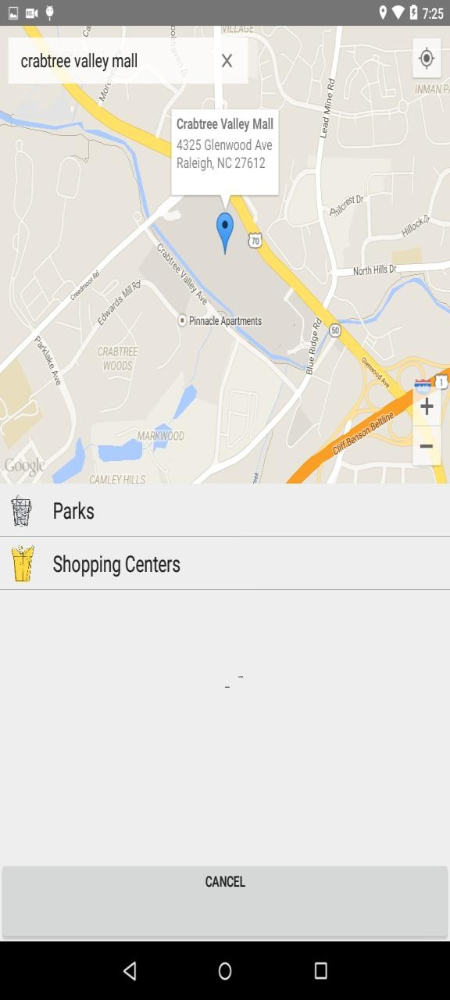 7:25
VILLAGE
crabtree valley mall
Lead Mine Rd
INMAN
Crabtree Valley Mall
4325 Glenwood Ave
Raleigh, NC 27612
Philcrest Dr
Hillock Dr
70
Crabtree Valley Ave
North Hills Dr
Creedmoor Rd
Edwards Mill Rd
Pinnacle Apartments
50
Blue Ridge Rd
Parklake Ave
CRABTREE
WOODS
Glenwood Ave
1
MARKWOOD
Cliff Benson Beltline
Google
CAMLEY HILLS
Parks
Shopping Centers
CANCEL